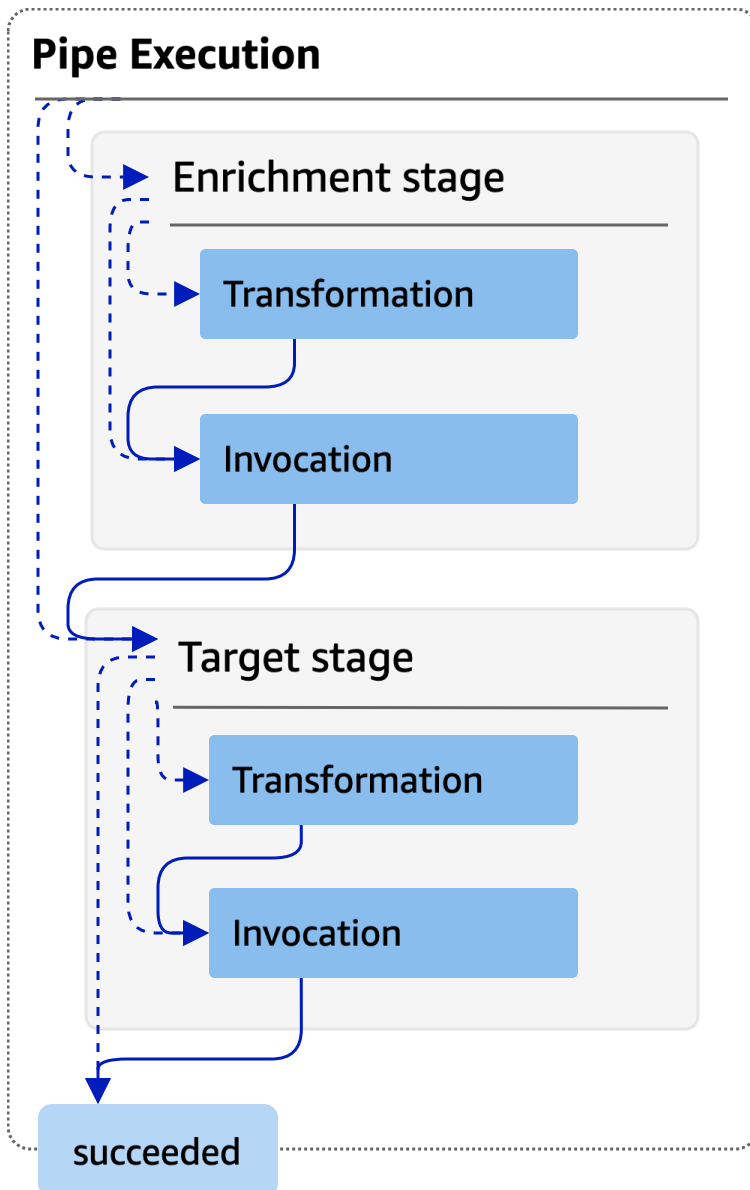 Pipe Execution
Enrichment stage
Transformation
Invocation
Target stage
Transformation
Invocation
succeeded